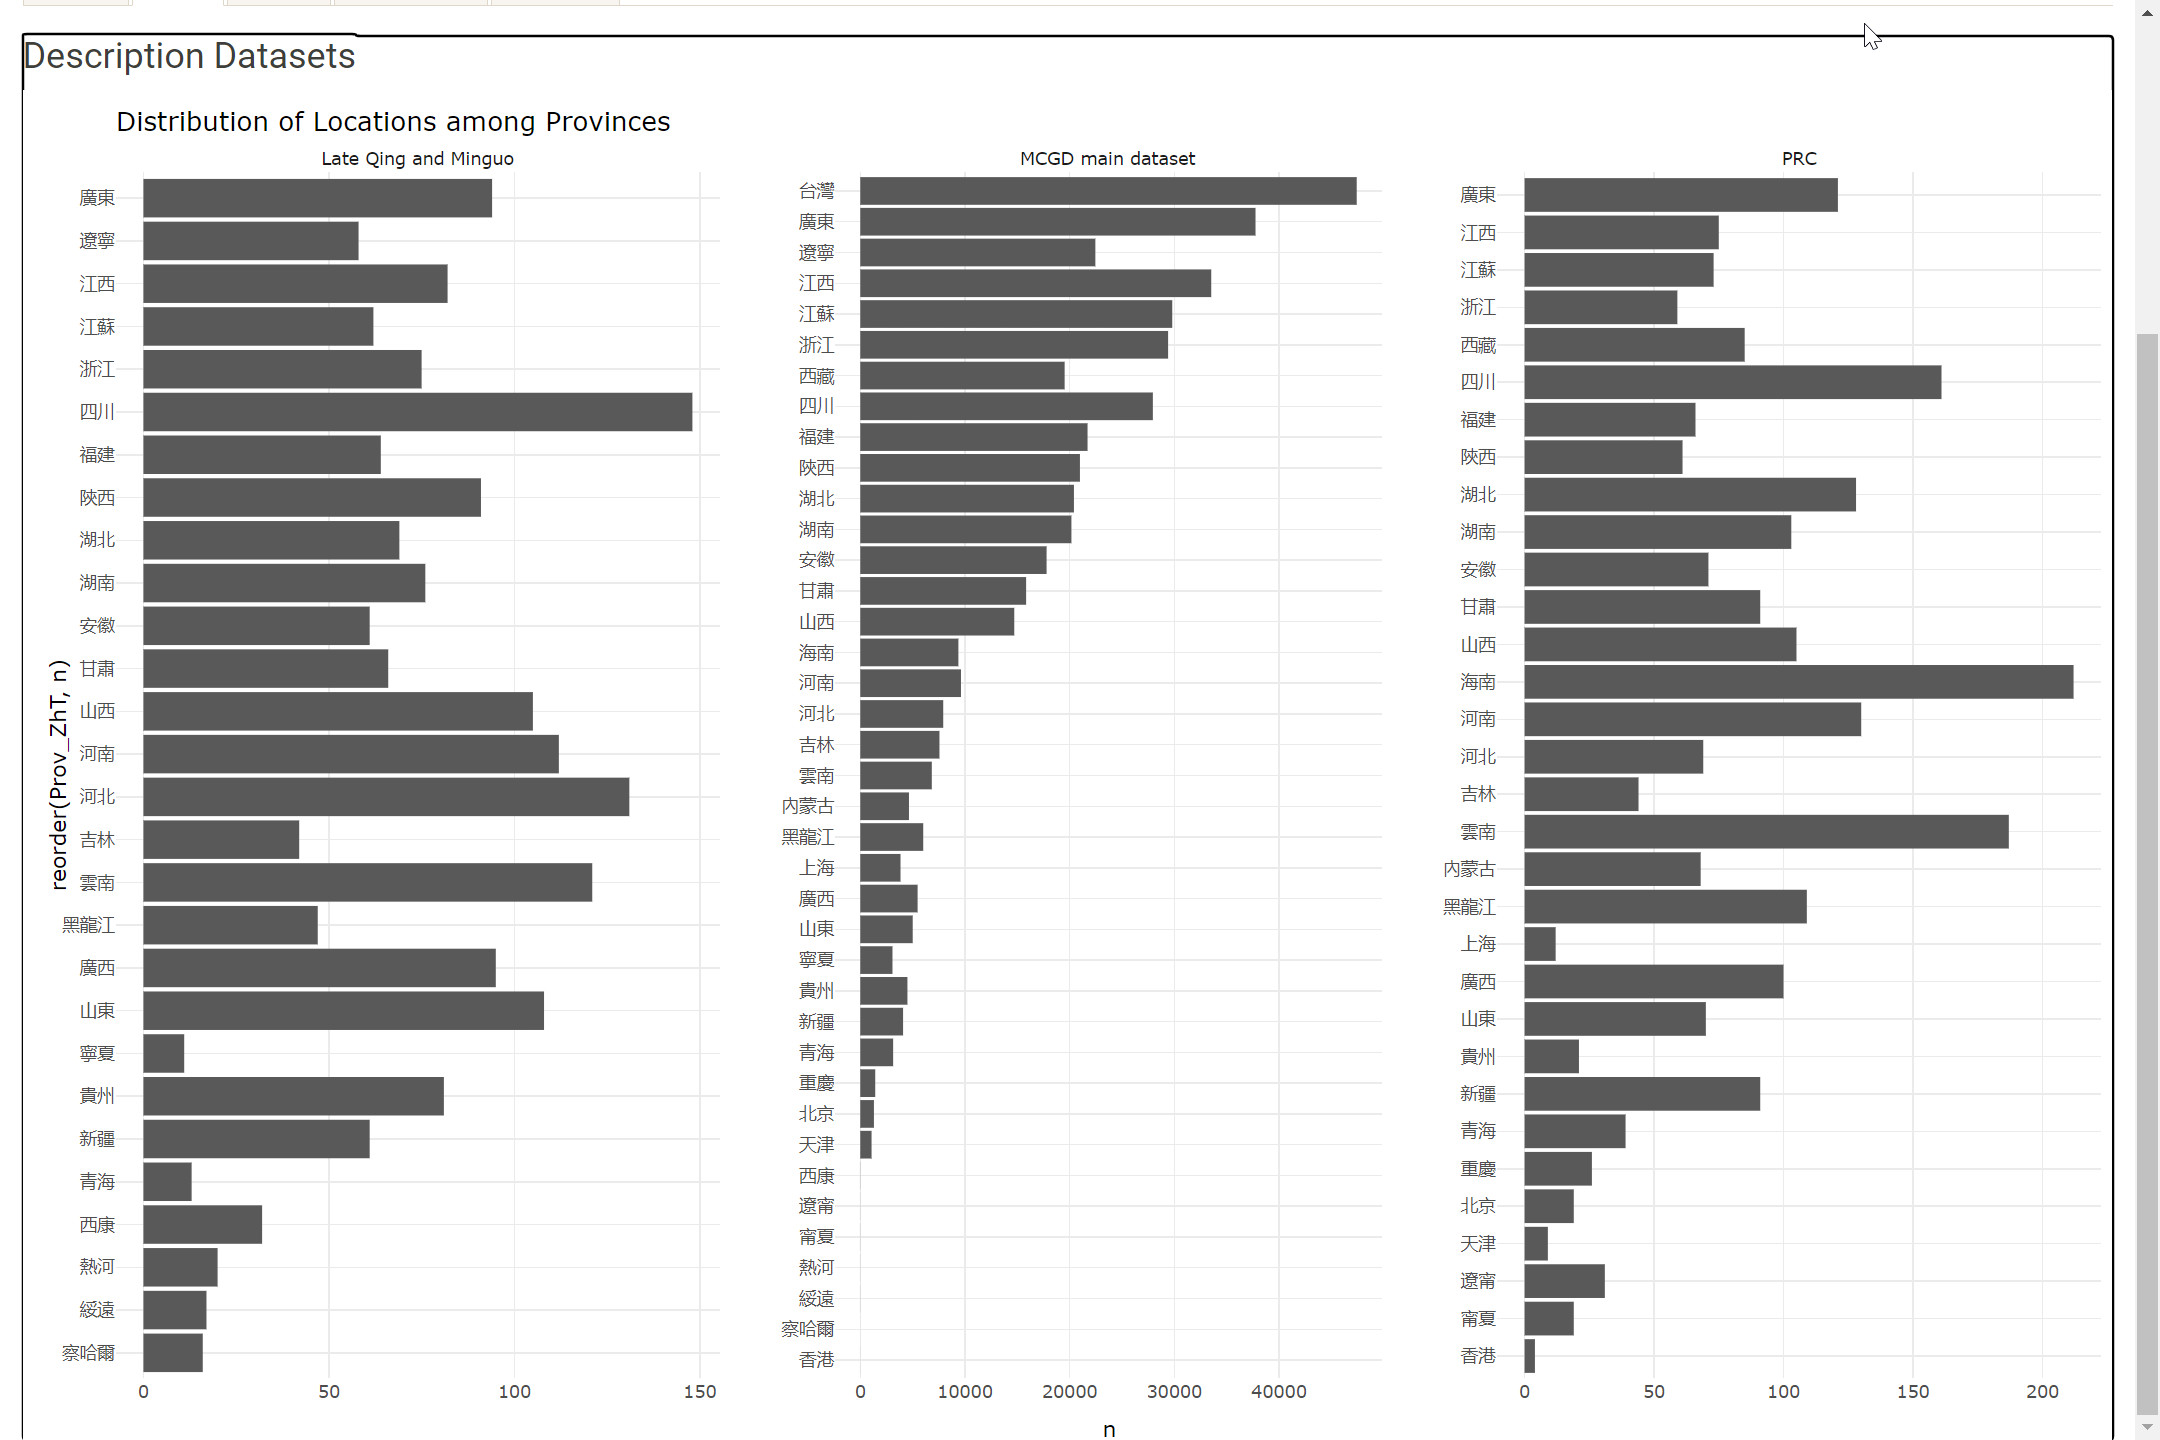 Description Datasets
Distribution of Locations among Provinces
Late Qing and Minguo
廣東
遼寧
江西
江蘇
浙江
四川
福建
陝西
湖北
湖南
安徽
甘肅
山西
河南
河北
吉林
雲南
黑龍江
廣西
山東
寧夏
貴州
新疆
青海
西康
熱河
綏遠
察哈爾
0 50 100 150
reorder(Prov_ZhT, n)
MCGD main dataset
台灣
廣東
遼寧
江西
江蘇
浙江
西藏
四川
福建
陝西
湖北
湖南
安徽
甘肅
山西
海南
河南
河北
吉林
雲南
內蒙古
黑龍江
上海
廣西
山東
寧夏
貴州
新疆
青海
重慶
北京
天津
西康
遼甯
甯夏
熱河
綏遠
察哈爾
香港
0 10000 20000 30000 40000
n
PRC
廣東
江西
江蘇
浙江
西藏
四川
福建
陝西
湖北
湖南
安徽
甘肅
山西
海南
河南
河北
吉林
雲南
內蒙古
黑龍江
上海
廣西
山東
貴州
新疆
青海
重慶
北京
天津
遼甯
甯夏
香港
0 50 100 150 200